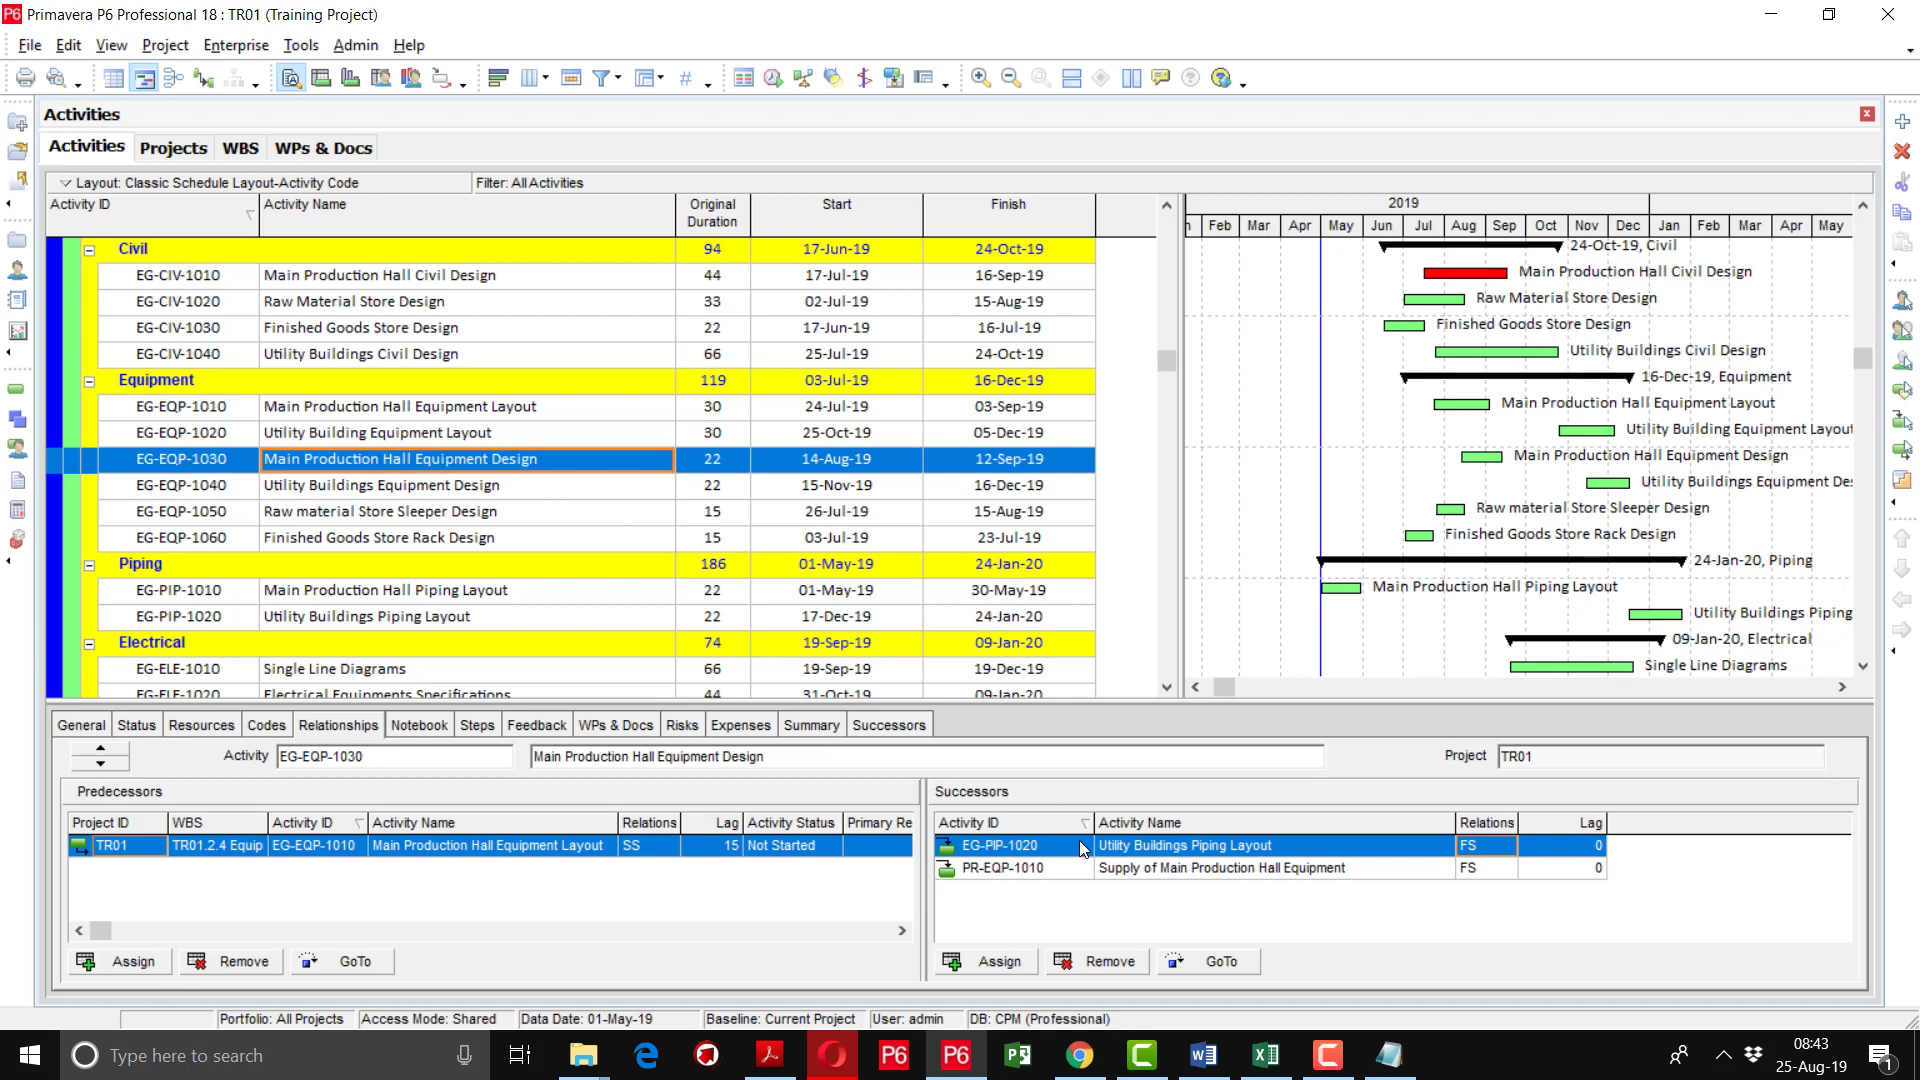 P6 Primavera P6 Professional 18 : TR01 (Training Project)
File Edit View Project Enterprise Tools Admin Help
Activities
Activities Projects WBS WPs & Docs
Layout: Classic Schedule Layout-Activity Code Filter: All Activities
Activity ID Activity Name Original Duration Start Finish
2019
Feb Mar Apr May Jun Jul Aug Sep Oct Nov Dec Jan Feb Mar Apr May
Civil 94 17-Jun-19 24-Oct-19 24-Oct-19, Civil
EG-CIV-1010 Main Production Hall Civil Design 44 17-Jul-19 16-Sep-19 Main Production Hall Civil Design
EG-CIV-1020 Raw Material Store Design 33 02-Jul-19 15-Aug-19 Raw Material Store Design
EG-CIV-1030 Finished Goods Store Design 22 17-Jun-19 16-Jul-19 Finished Goods Store Design
EG-CIV-1040 Utility Buildings Civil Design 66 25-Jul-19 24-Oct-19 Utility Buildings Civil Design
Equipment 119 03-Jul-19 16-Dec-19 16-Dec-19, Equipment
EG-EQP-1010 Main Production Hall Equipment Layout 30 24-Jul-19 03-Sep-19 Main Production Hall Equipment Layout
EG-EQP-1020 Utility Building Equipment Layout 30 25-Oct-19 05-Dec-19 Utility Building Equipment Layout
EG-EQP-1030 Main Production Hall Equipment Design 22 14-Aug-19 12-Sep-19 Main Production Hall Equipment Design
EG-EQP-1040 Utility Buildings Equipment Design 22 15-Nov-19 16-Dec-19 Utility Buildings Equipment De
EG-EQP-1050 Raw material Store Sleeper Design 15 26-Jul-19 15-Aug-19 Raw material Store Sleeper Design
EG-EQP-1060 Finished Goods Store Rack Design 15 03-Jul-19 23-Jul-19 Finished Goods Store Rack Design
Piping 186 01-May-19 24-Jan-20 24-Jan-20, Piping
EG-PIP-1010 Main Production Hall Piping Layout 22 01-May-19 30-May-19 Main Production Hall Piping Layout
EG-PIP-1020 Utility Buildings Piping Layout 22 17-Dec-19 24-Jan-20 Utility Buildings Piping
Electrical 74 19-Sep-19 09-Jan-20 09-Jan-20, Electrical
EG-ELE-1010 Single Line Diagrams 66 19-Sep-19 19-Dec-19 Single Line Diagrams
EG-ELE-1020 Electrical Equipments Specifications 44 31-Oct-19 09-Jan-20
General Status Resources Codes Relationships Notebook Steps Feedback WPs & Docs Risks Expenses Summary Successors
Activity EG-EQP-1030 Main Production Hall Equipment Design Project TR01
Predecessors Successors
Project ID WBS Activity ID Activity Name Relations Lag Activity Status Primary Re Activity ID Activity Name Relations Lag
TR01 TR01.2.4 Equip EG-EQP-1010 Main Production Hall Equipment Layout SS 15 Not Started EG-PIP-1020 Utility Buildings Piping Layout FS 0
PR-EQP-1010 Supply of Main Production Hall Equipment FS 0
Assign Remove GoTo Assign Remove GoTo
Portfolio: All Projects Access Mode: Shared Data Date: 01-May-19 Baseline: Current Project User: admin DB: CPM (Professional)
Type here to search P6 P6 08:43
25-Aug-19 1